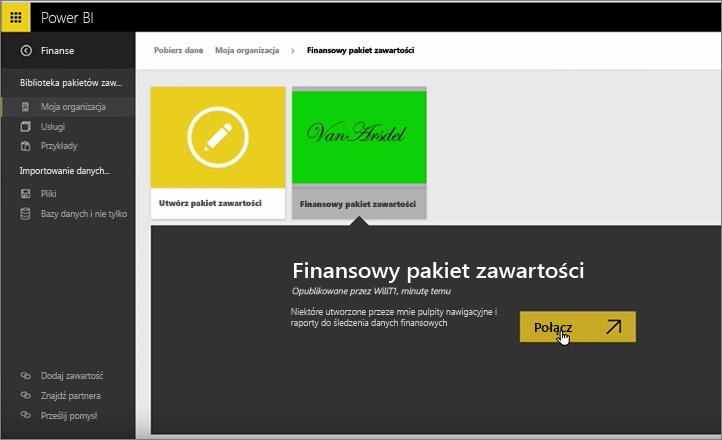 Power BI
Finanse
Pobierz dane Moja organizacja > Finansowy pakiet zawartości
Biblioteka pakietów zaw...
Moja organizacja
Usługi
Przykłady
Importowanie danych...
Pliki
Bazy danych i nie tylko
Dodaj zawartość
Znajdź partnera
Prześlij pomysł
VanArsdel
Utwórz pakiet zawartości
Finansowy pakiet zawartości
Finansowy pakiet zawartości
Opublikowane przez WillT1, minutę temu
Niektóre utworzone przeze mnie pulpity nawigacyjne i
raporty do śledzenia danych finansowych
Połącz